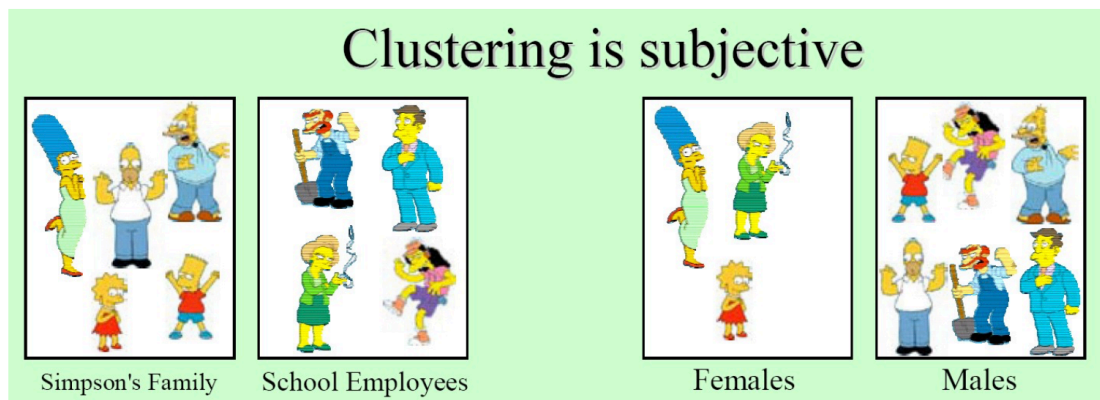 Clustering is subjective
Simpson's Family
School Employees
Females
Males